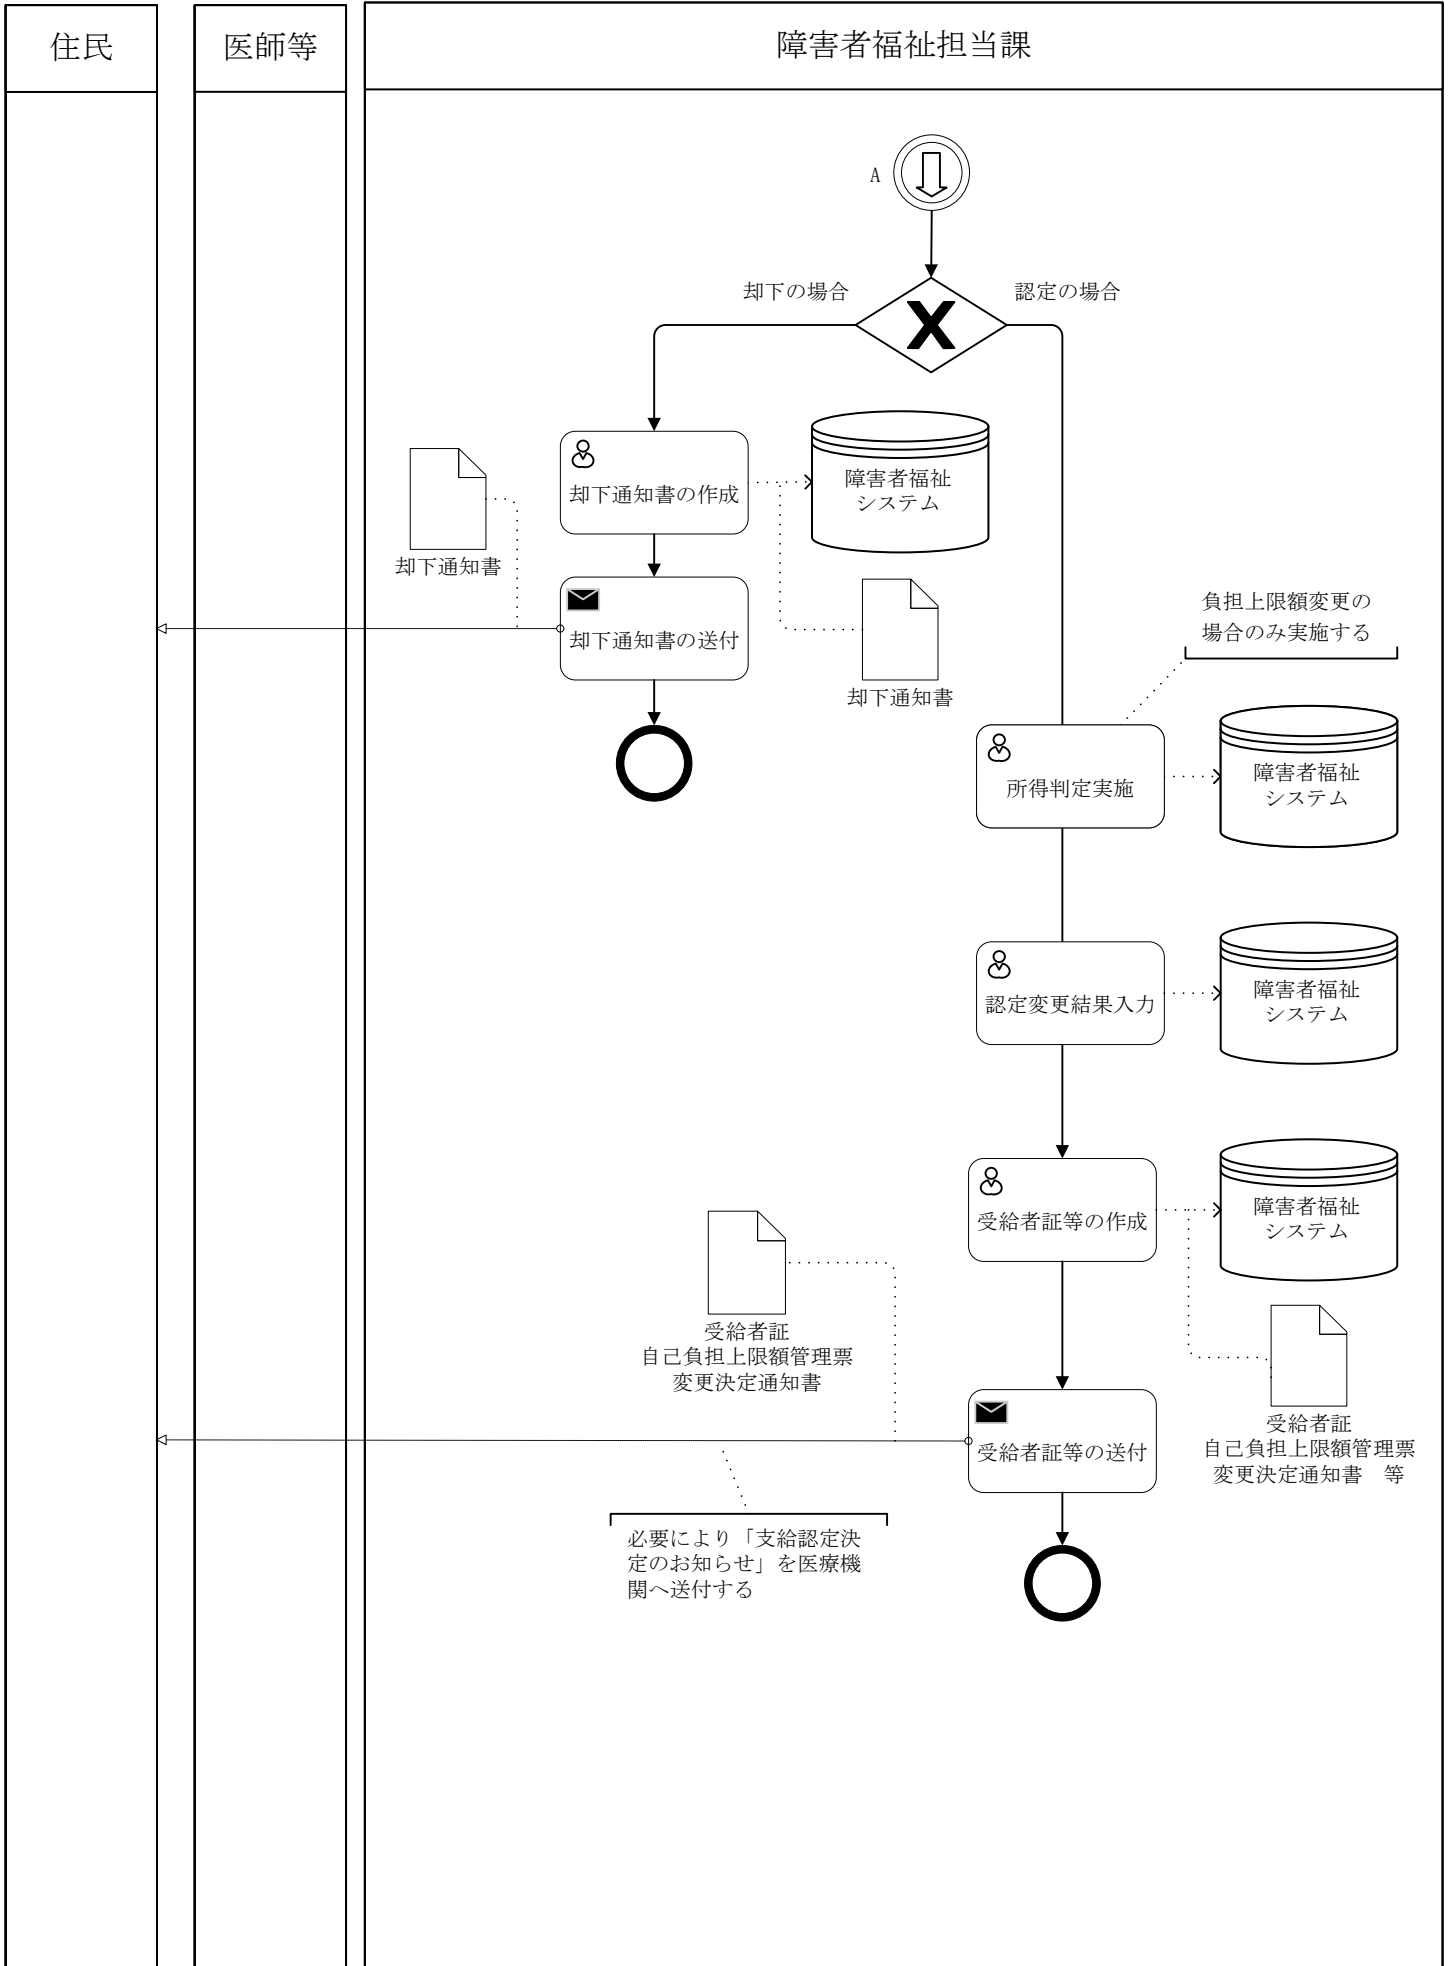 住民
医師等
障害者福祉担当課
A
却下の場合
認定の場合
却下通知書の作成
障害者福祉
システム
却下通知書
却下通知書の送付
却下通知書
負担上限額変更の
場合のみ実施する
所得判定実施
障害者福祉
システム
認定変更結果入力
障害者福祉
システム
受給者証等の作成
障害者福祉
システム
受給者証
自己負担上限額管理票
変更決定通知書
受給者証
自己負担上限額管理票
変更決定通知書　等
受給者証等の送付
必要により「支給認定決
定のお知らせ」を医療機
関へ送付する